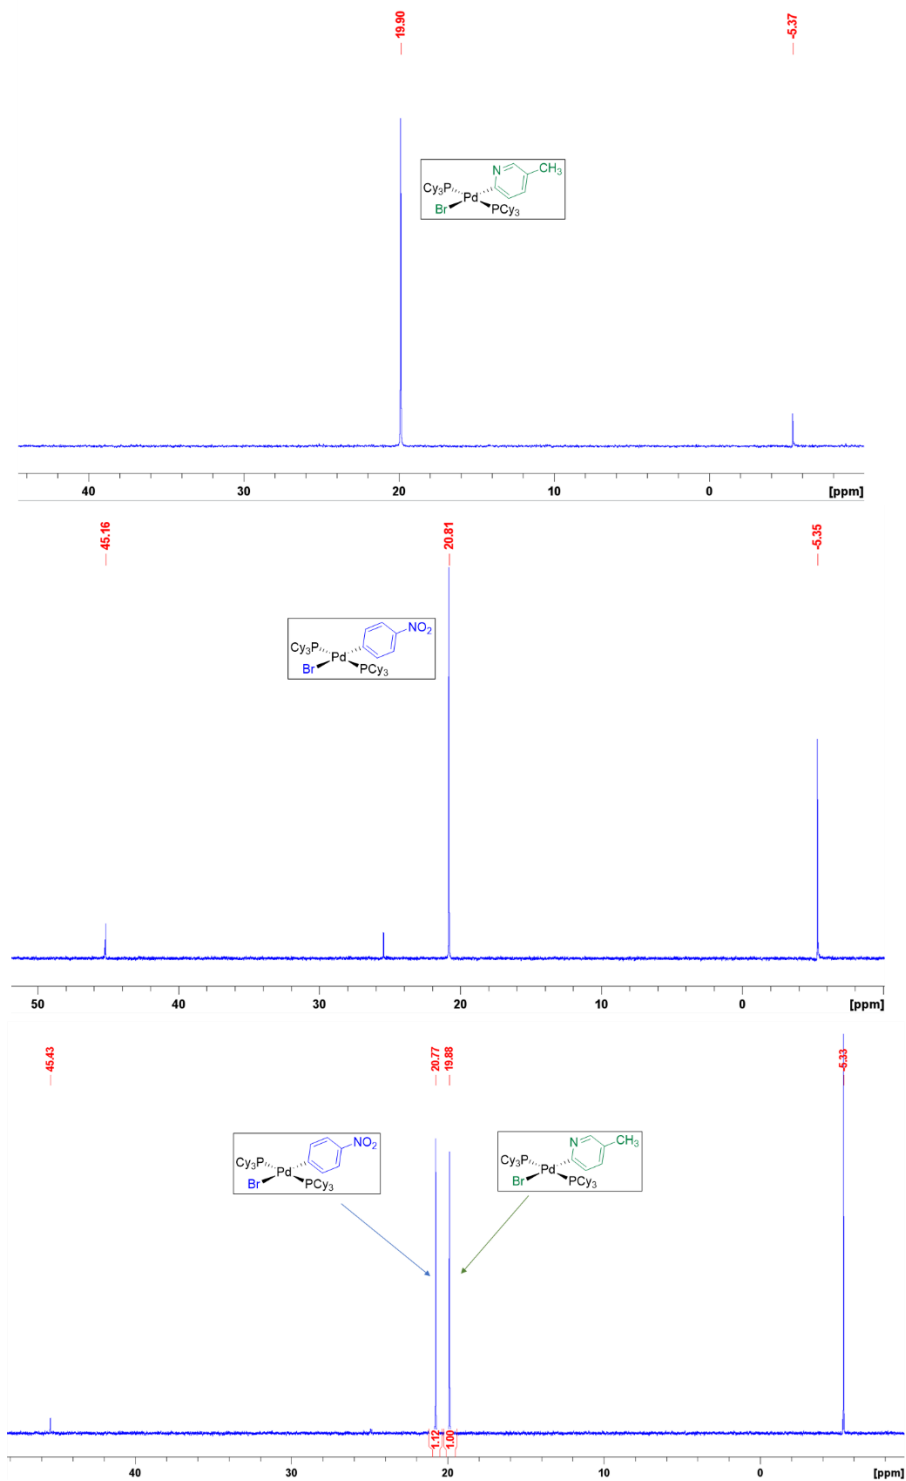 19.90 -5.37
N CH3
Cy3P Pd
Br PCy3
40 30 20 10 0 [ppm]
45.16 20.81 -5.35
NO2
Cy3P Pd
Br PCy3
50 40 30 20 10 0 [ppm]
45.43 20.77 19.88 -5.33
NO2
Cy3P Pd
Br PCy3
N CH3
Cy3P Pd
Br PCy3
1.12 1.00
40 30 20 10 0 [ppm]